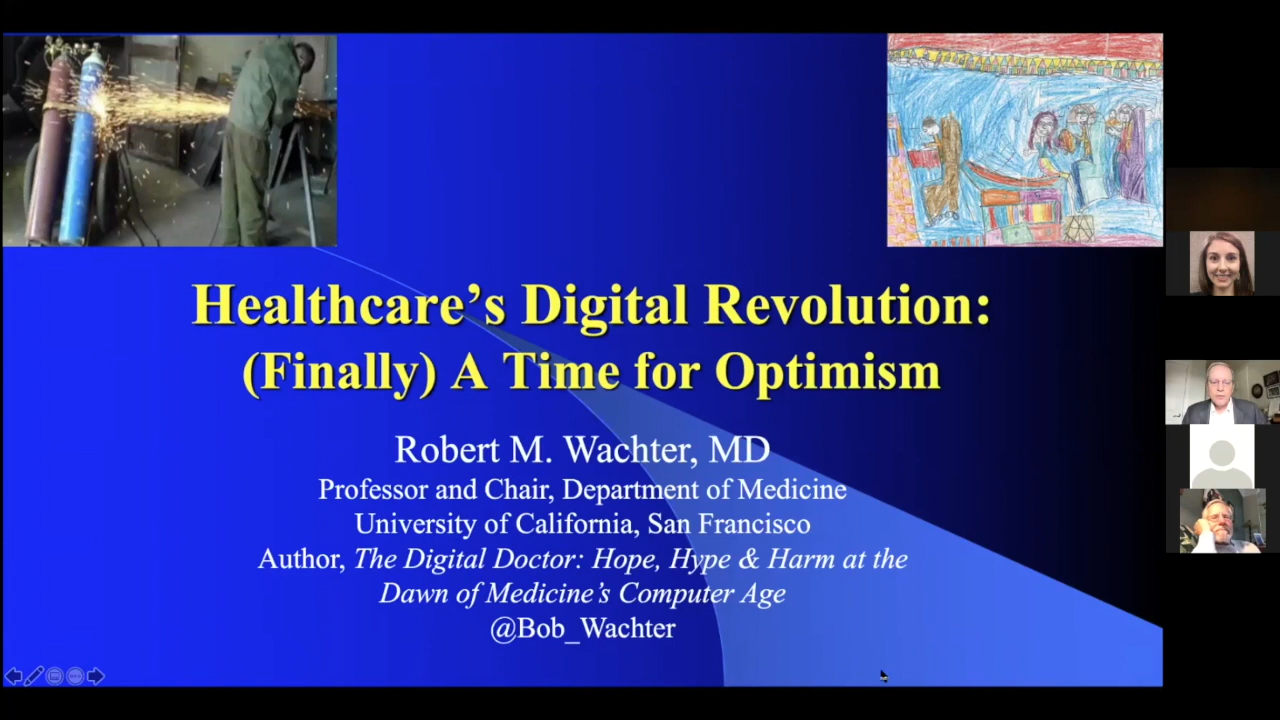 Healthcare's Digital Revolution:
(Finally) A Time for Optimism
Robert M. Wachter, MD
Professor and Chair, Department of Medicine
University of California, San Francisco
Author, The Digital Doctor: Hope, Hype & Harm at the
Dawn of Medicine's Computer Age
@Bob_Wachter